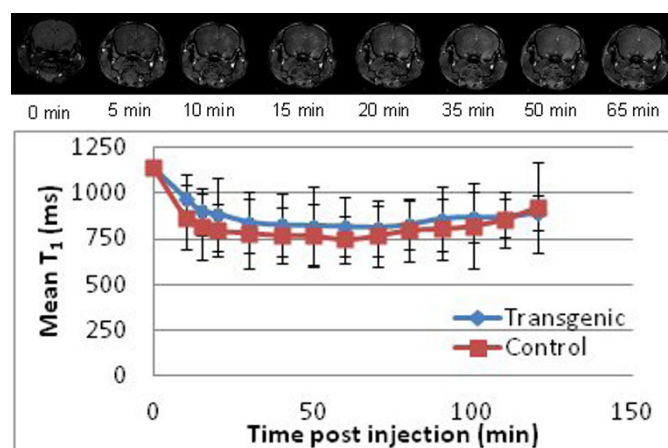 0 min 5 min 10 min 15 min 20 min 35 min 50 min 65 min
1250
1000
750
500
250
0
Mean T₁ (ms)
Transgenic
Control
0 50 100 150
Time post injection (min)